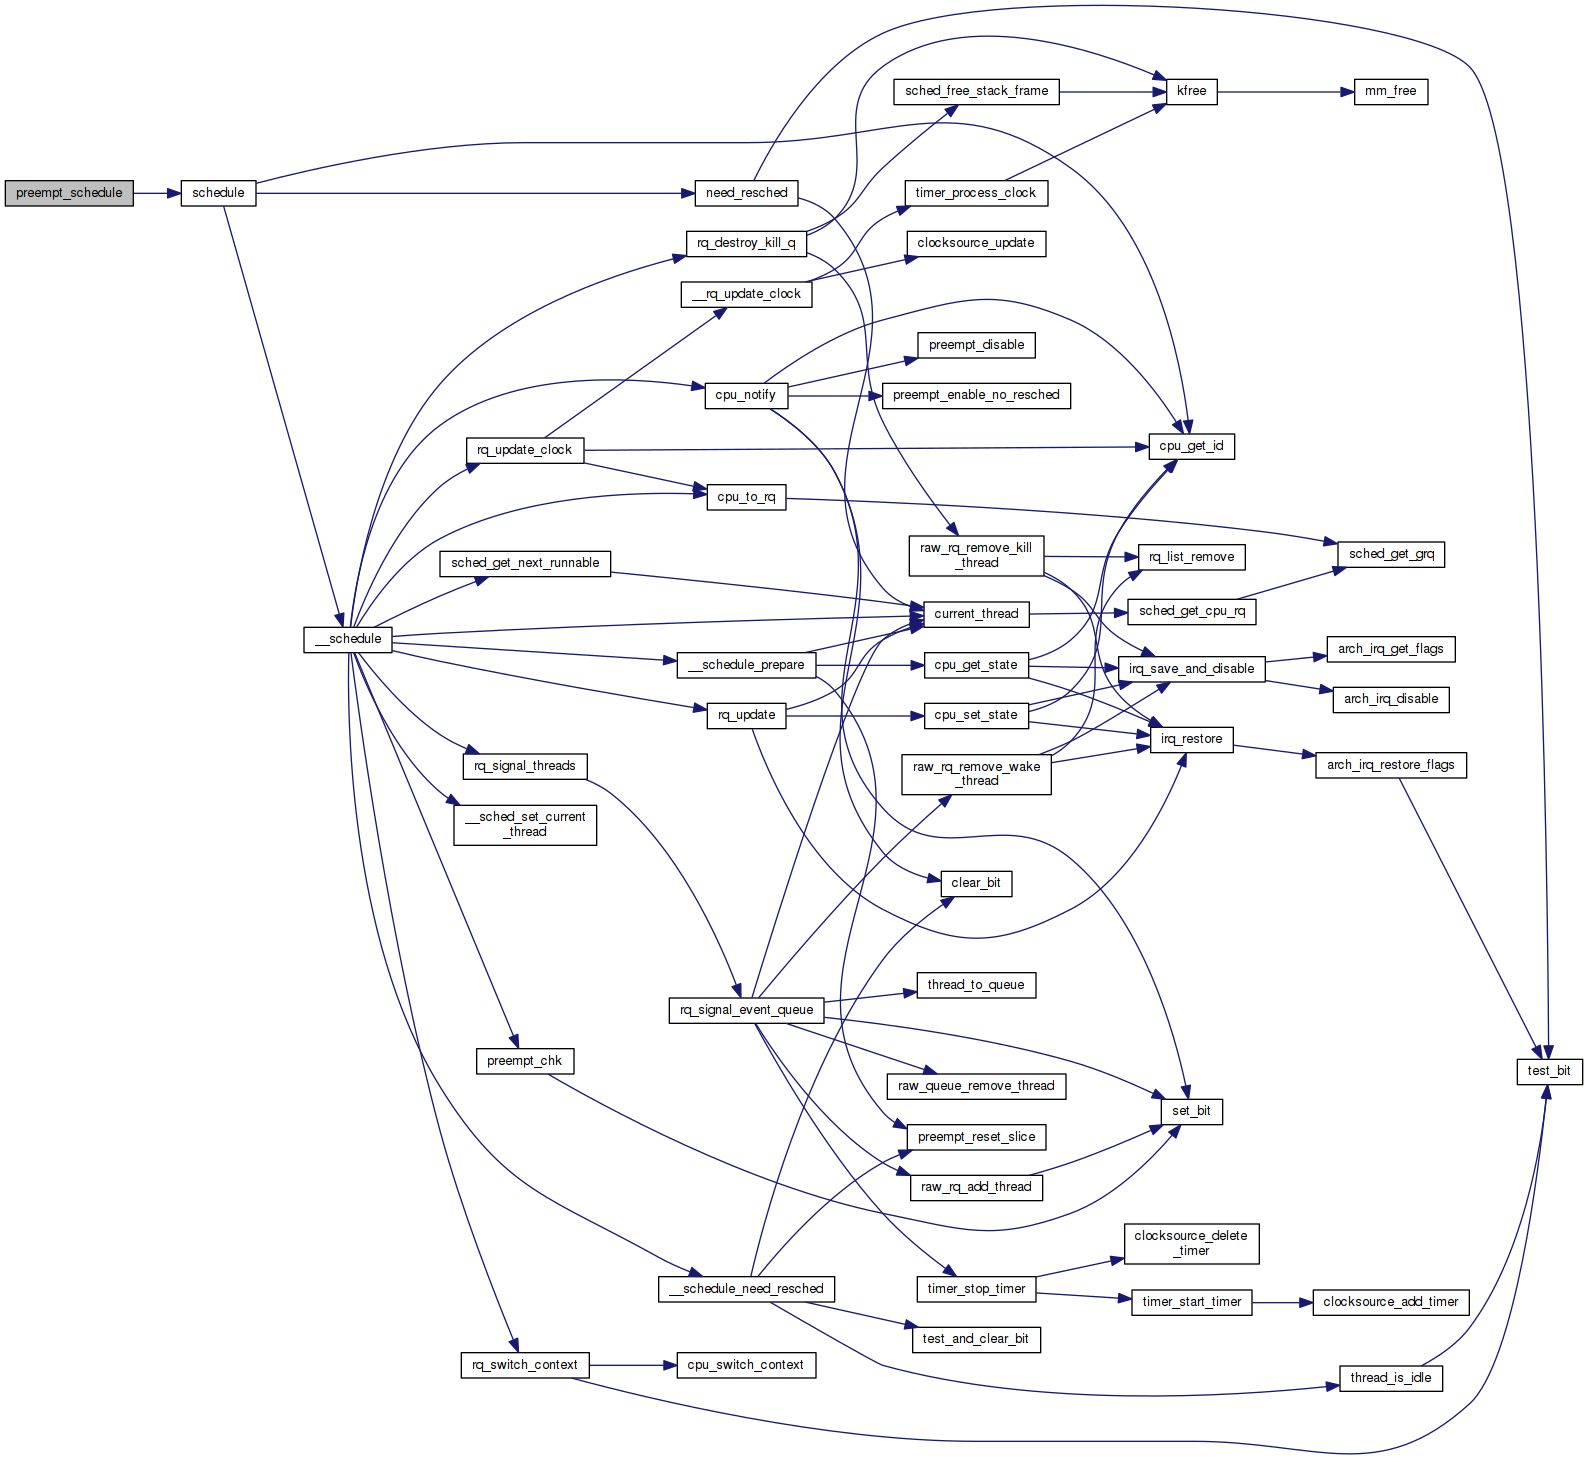 preempt_schedule
schedule
__schedule
need_resched
rq_destroy_kill_q
__rq_update_clock
cpu_notify
rq_update_clock
cpu_to_rq
sched_get_next_runnable
__schedule_prepare
rq_update
rq_signal_threads
__sched_set_current
_thread
rq_signal_event_queue
preempt_chk
__schedule_need_resched
rq_switch_context
cpu_switch_context
sched_free_stack_frame
timer_process_clock
clocksource_update
preempt_disable
preempt_enable_no_resched
raw_rq_remove_kill
_thread
current_thread
cpu_get_state
cpu_set_state
raw_rq_remove_wake
_thread
clear_bit
thread_to_queue
raw_queue_remove_thread
preempt_reset_slice
raw_rq_add_thread
timer_stop_timer
test_and_clear_bit
kfree
cpu_get_id
rq_list_remove
sched_get_cpu_rq
irq_save_and_disable
irq_restore
set_bit
clocksource_delete
_timer
timer_start_timer
mm_free
sched_get_grq
arch_irq_get_flags
arch_irq_disable
arch_irq_restore_flags
clocksource_add_timer
thread_is_idle
test_bit